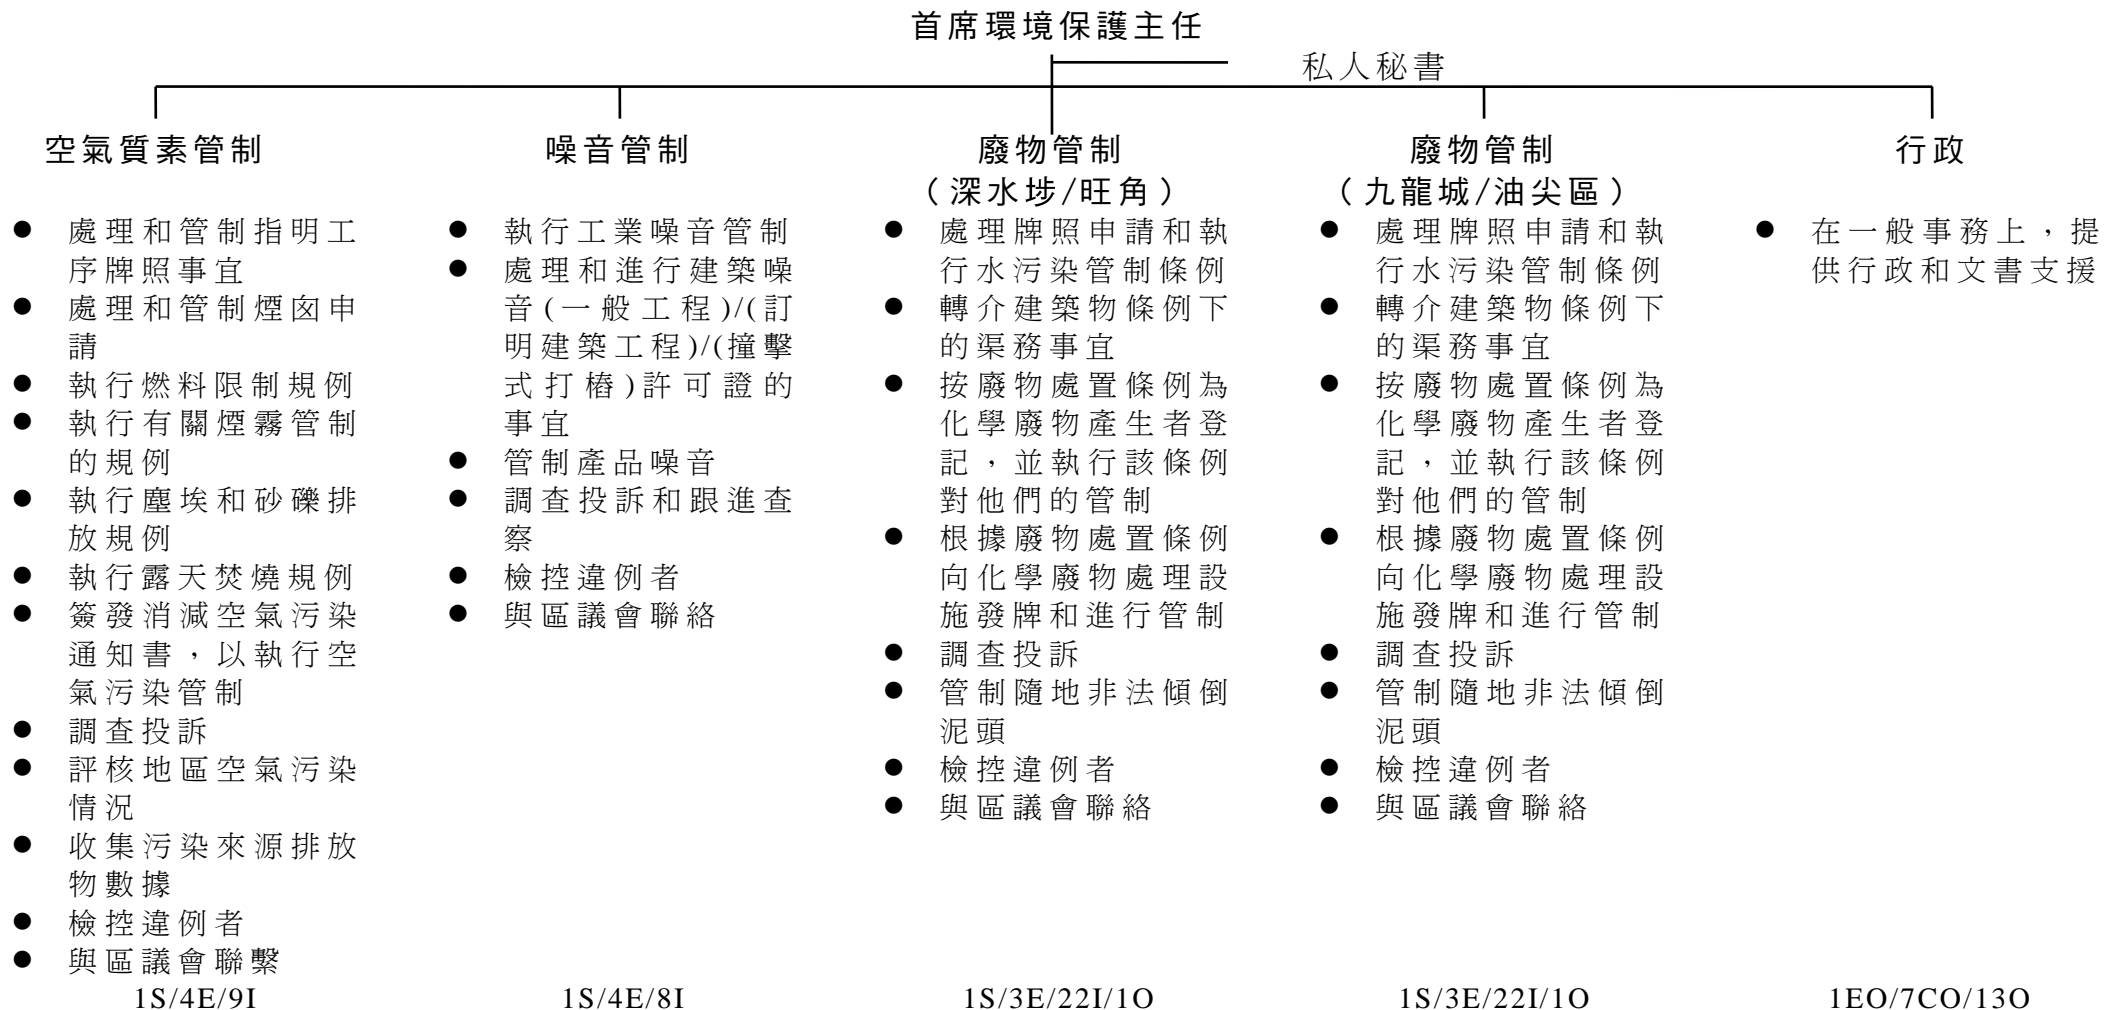 首席環境保護主任
私人秘書
空氣質素管制
● 處理和管制指明工
序牌照事宜
● 處理和管制煙囪申
請
● 執行燃料限制規例
● 執行有關煙霧管制
的規例
● 執行塵埃和砂礫排
放規例
● 執行露天焚燒規例
● 簽發消減空氣污染
通知書，以執行空
氣污染管制
● 調查投訴
● 評核地區空氣污染
情況
● 收集污染來源排放
物數據
● 檢控違例者
● 與區議會聯繫
1S/4E/9I
噪音管制
● 執行工業噪音管制
● 處理和進行建築噪
音(一般工程)/(訂
明建築工程)/(撞擊
式打樁)許可證的
事宜
● 管制產品噪音
● 調查投訴和跟進查
察
● 檢控違例者
● 與區議會聯絡
1S/4E/8I
廢物管制
（深水埗/旺角）
● 處理牌照申請和執
行水污染管制條例
● 轉介建築物條例下
的渠務事宜
● 按廢物處置條例為
化學廢物產生者登
記，並執行該條例
對他們的管制
● 根據廢物處置條例
向化學廢物處理設
施發牌和進行管制
● 調查投訴
● 管制隨地非法傾倒
泥頭
● 檢控違例者
● 與區議會聯絡
1S/3E/22I/1O
廢物管制
（九龍城/油尖區）
● 處理牌照申請和執
行水污染管制條例
● 轉介建築物條例下
的渠務事宜
● 按廢物處置條例為
化學廢物產生者登
記，並執行該條例
對他們的管制
● 根據廢物處置條例
向化學廢物處理設
施發牌和進行管制
● 調查投訴
● 管制隨地非法傾倒
泥頭
● 檢控違例者
● 與區議會聯絡
1S/3E/22I/1O
行政
● 在一般事務上，提
供行政和文書支援
1EO/7CO/13O